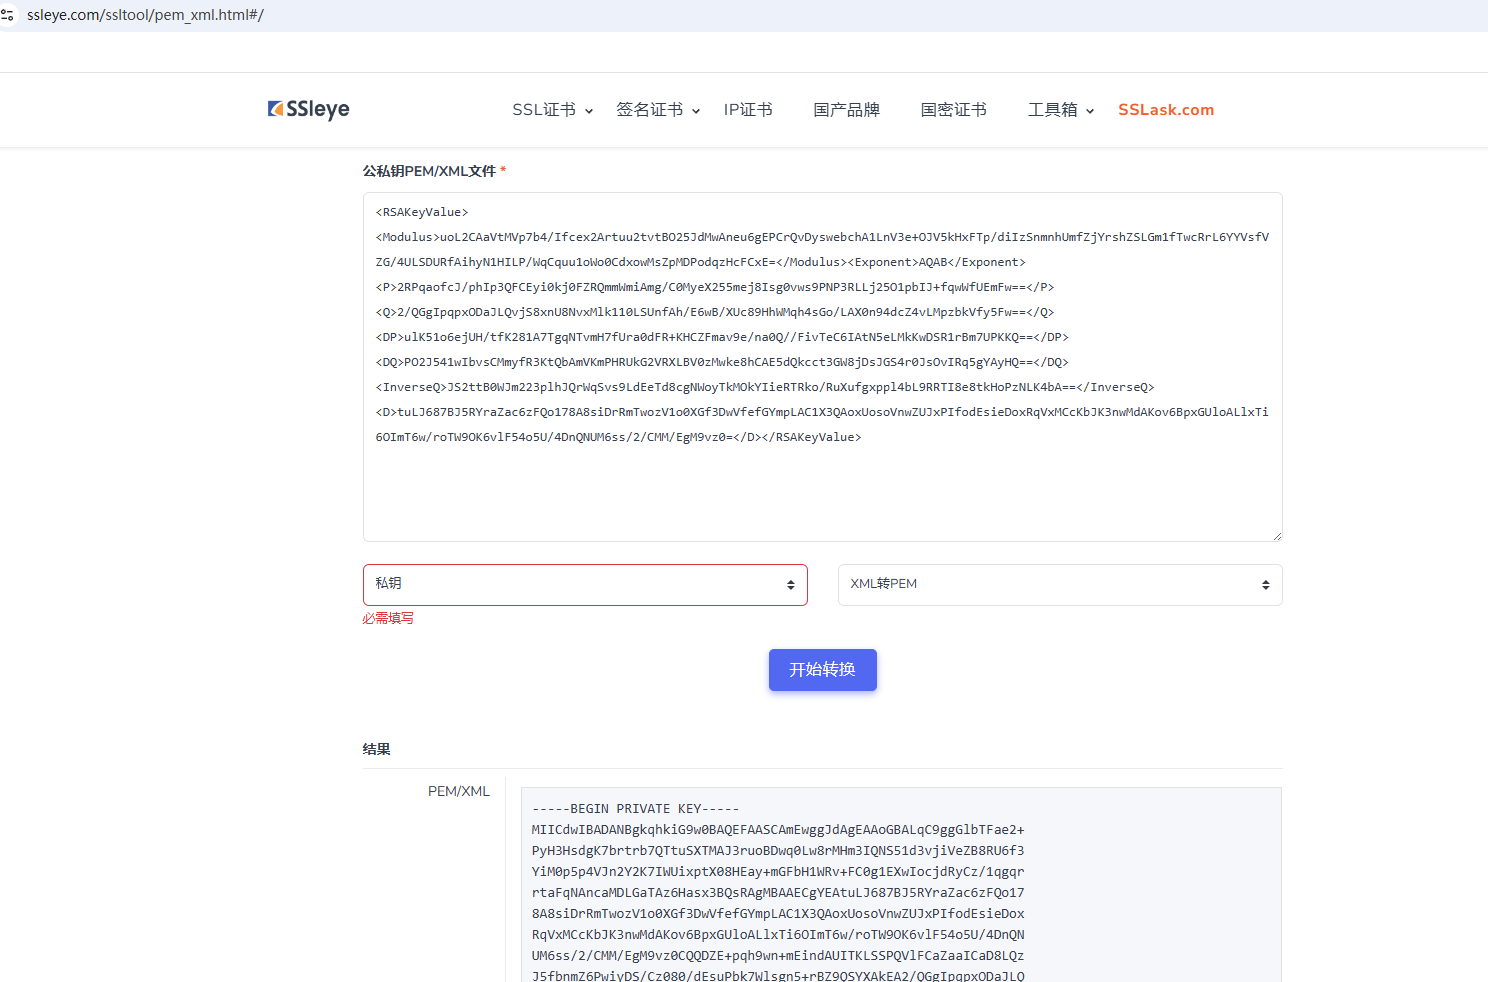 ssleye.com/ssltool/pem_xml.html#/
SSleye
SSL证书
签名证书
IP证书
国产品牌
国密证书
工具箱
SSLask.com
公私钥PEM/XML文件 *
<RSAKeyValue>
<Modulus>uoL2CAaVtMVp7b4/Ifcex2Artuu2tvtBO25JdMwAneu6gEPCrQvDyswebchA1LnV3e+OJV5kHxFTp/diIzSnmnhUmfZjYrshZSLGm1fTwcRrL6YYVsfV
ZG/4ULSDURfAihyN1HILP/WqCquu1oWo0CdxowMsZpMDPodqzHcFCxE=</Modulus><Exponent>AQAB</Exponent>
<P>2RPqaofcJ/phIp3QFCEyi0kj0FZRQmmWmiAmg/C0MyeX255mej8Isg0vws9PNP3RLLj25O1pbIJ+fqwWfUEmFw==</P>
<Q>2/QGgIpqpxODaJLQvjS8xnU8NvxMlk110LSUnfAh/E6wB/XUc89HhWMqh4sGo/LAX0n94dcZ4vLMpzbkVfy5Fw==</Q>
<DP>ulK51o6ejUH/tfK281A7TgqNTvmH7fUra0dFR+KHCZFmav9e/na0Q//FivTeC6IAtN5eLMkKwDSR1rBm7UPKKQ==</DP>
<DQ>PO2J541wIbvsCMmyfR3KtQbAmVKmPHRUkG2VRXLBV0zMwke8hCAE5dQkcct3GW8jDsJGS4r0JsOvIRq5gYAyHQ==</DQ>
<InverseQ>JS2ttB0WJm223plhJQrWqSvs9LdEeTd8cgNWoyTkMOkYIieRTRko/RuXufgxppl4bL9RRTI8e8tkHoPzNLK4bA==</InverseQ>
<D>tuLJ687BJ5RYraZac6zFQo178A8siDrRmTwozV1o0XGf3DwVfefGYmpLAC1X3QAoxUosoVnwZUJxPIfodEsieDoxRqVxMCcKbJK3nwMdAKov6BpxGUloALlxTi
6OImT6w/roTW9OK6vlF54o5U/4DnQNUM6ss/2/CMM/EgM9vz0=</D></RSAKeyValue>
私钥
XML转PEM
必需填写
开始转换
结果
PEM/XML
-----BEGIN PRIVATE KEY-----
MIICdwIBADANBgkqhkiG9w0BAQEFAASCAmEwggJdAgEAAoGBALqC9ggGlbTFae2+
PyH3HsdgK7brtrb7QTtuSXTMAJ3ruoBDwq0Lw8rMHm3IQNS51d3vjiVeZB8RU6f3
YiM0p5p4VJn2Y2K7IWUixptX08HEay+mGFbH1WRv+FC0g1EXwIocjdRyCz/1qgqr
rtaFqNAncaMDLGaTAz6Hasx3BQsRAgMBAAECgYEAtuLJ687BJ5RYraZac6zFQo17
8A8siDrRmTwozV1o0XGf3DwVfefGYmpLAC1X3QAoxUosoVnwZUJxPIfodEsieDox
RqVxMCcKbJK3nwMdAKov6BpxGUloALlxTi6OImT6w/roTW9OK6vlF54o5U/4DnQN
UM6ss/2/CMM/EgM9vz0CQQDZE+pqh9wn+mEindAUITKLSSPQVlFCaZaaICaD8LQz
J5fbnmZ6PwiyDS/Cz080/dEsuPbk7Wlsgn5+rBZ9QSYXAkEA2/QGgIpqpxODaJLQ